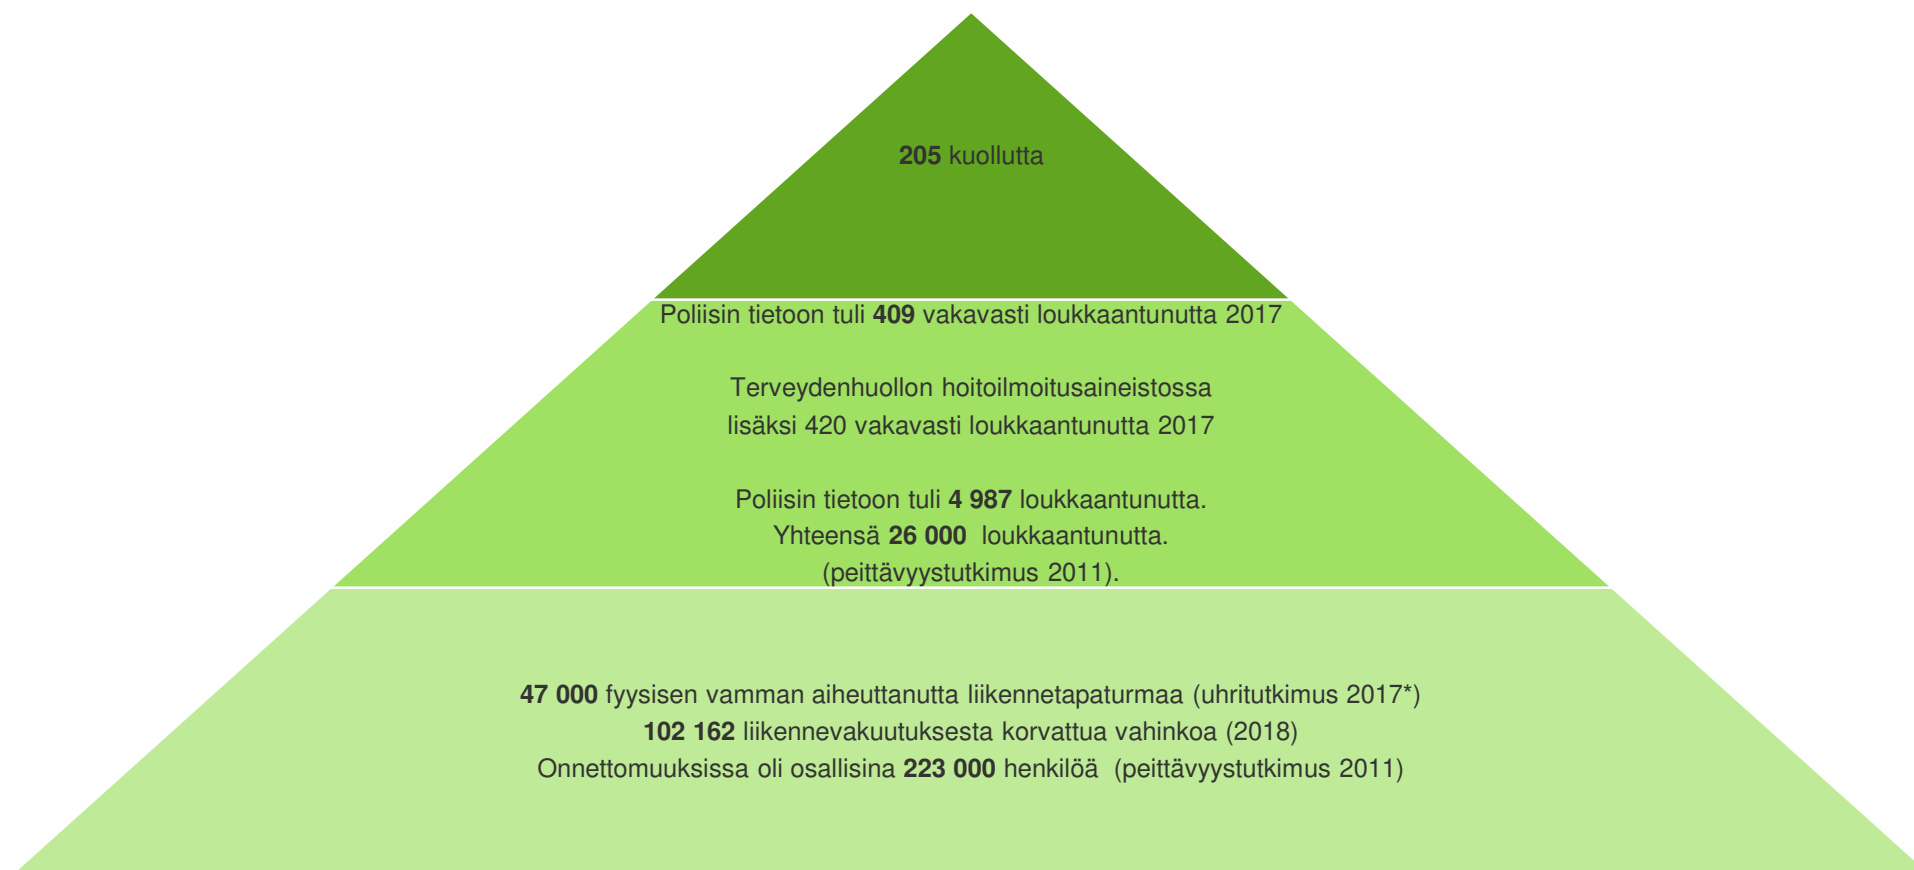 205 kuollutta
Poliisin tietoon tuli 409 vakavasti loukkaantunutta 2017
Terveydenhuollon hoitoilmoitusaineistossa
lisäksi 420 vakavasti loukkaantunutta 2017
Poliisin tietoon tuli 4 987 loukkaantunutta.
Yhteensä 26 000 loukkaantunutta.
(peittävyystutkimus 2011).
47 000 fyysisen vamman aiheuttanutta liikennetapaturmaa (uhritutkimus 2017*)
102 162 liikennevakuutuksesta korvattua vahinkoa (2018)
Onnettomuuksissa oli osallisina 223 000 henkilöä (peittävyystutkimus 2011)